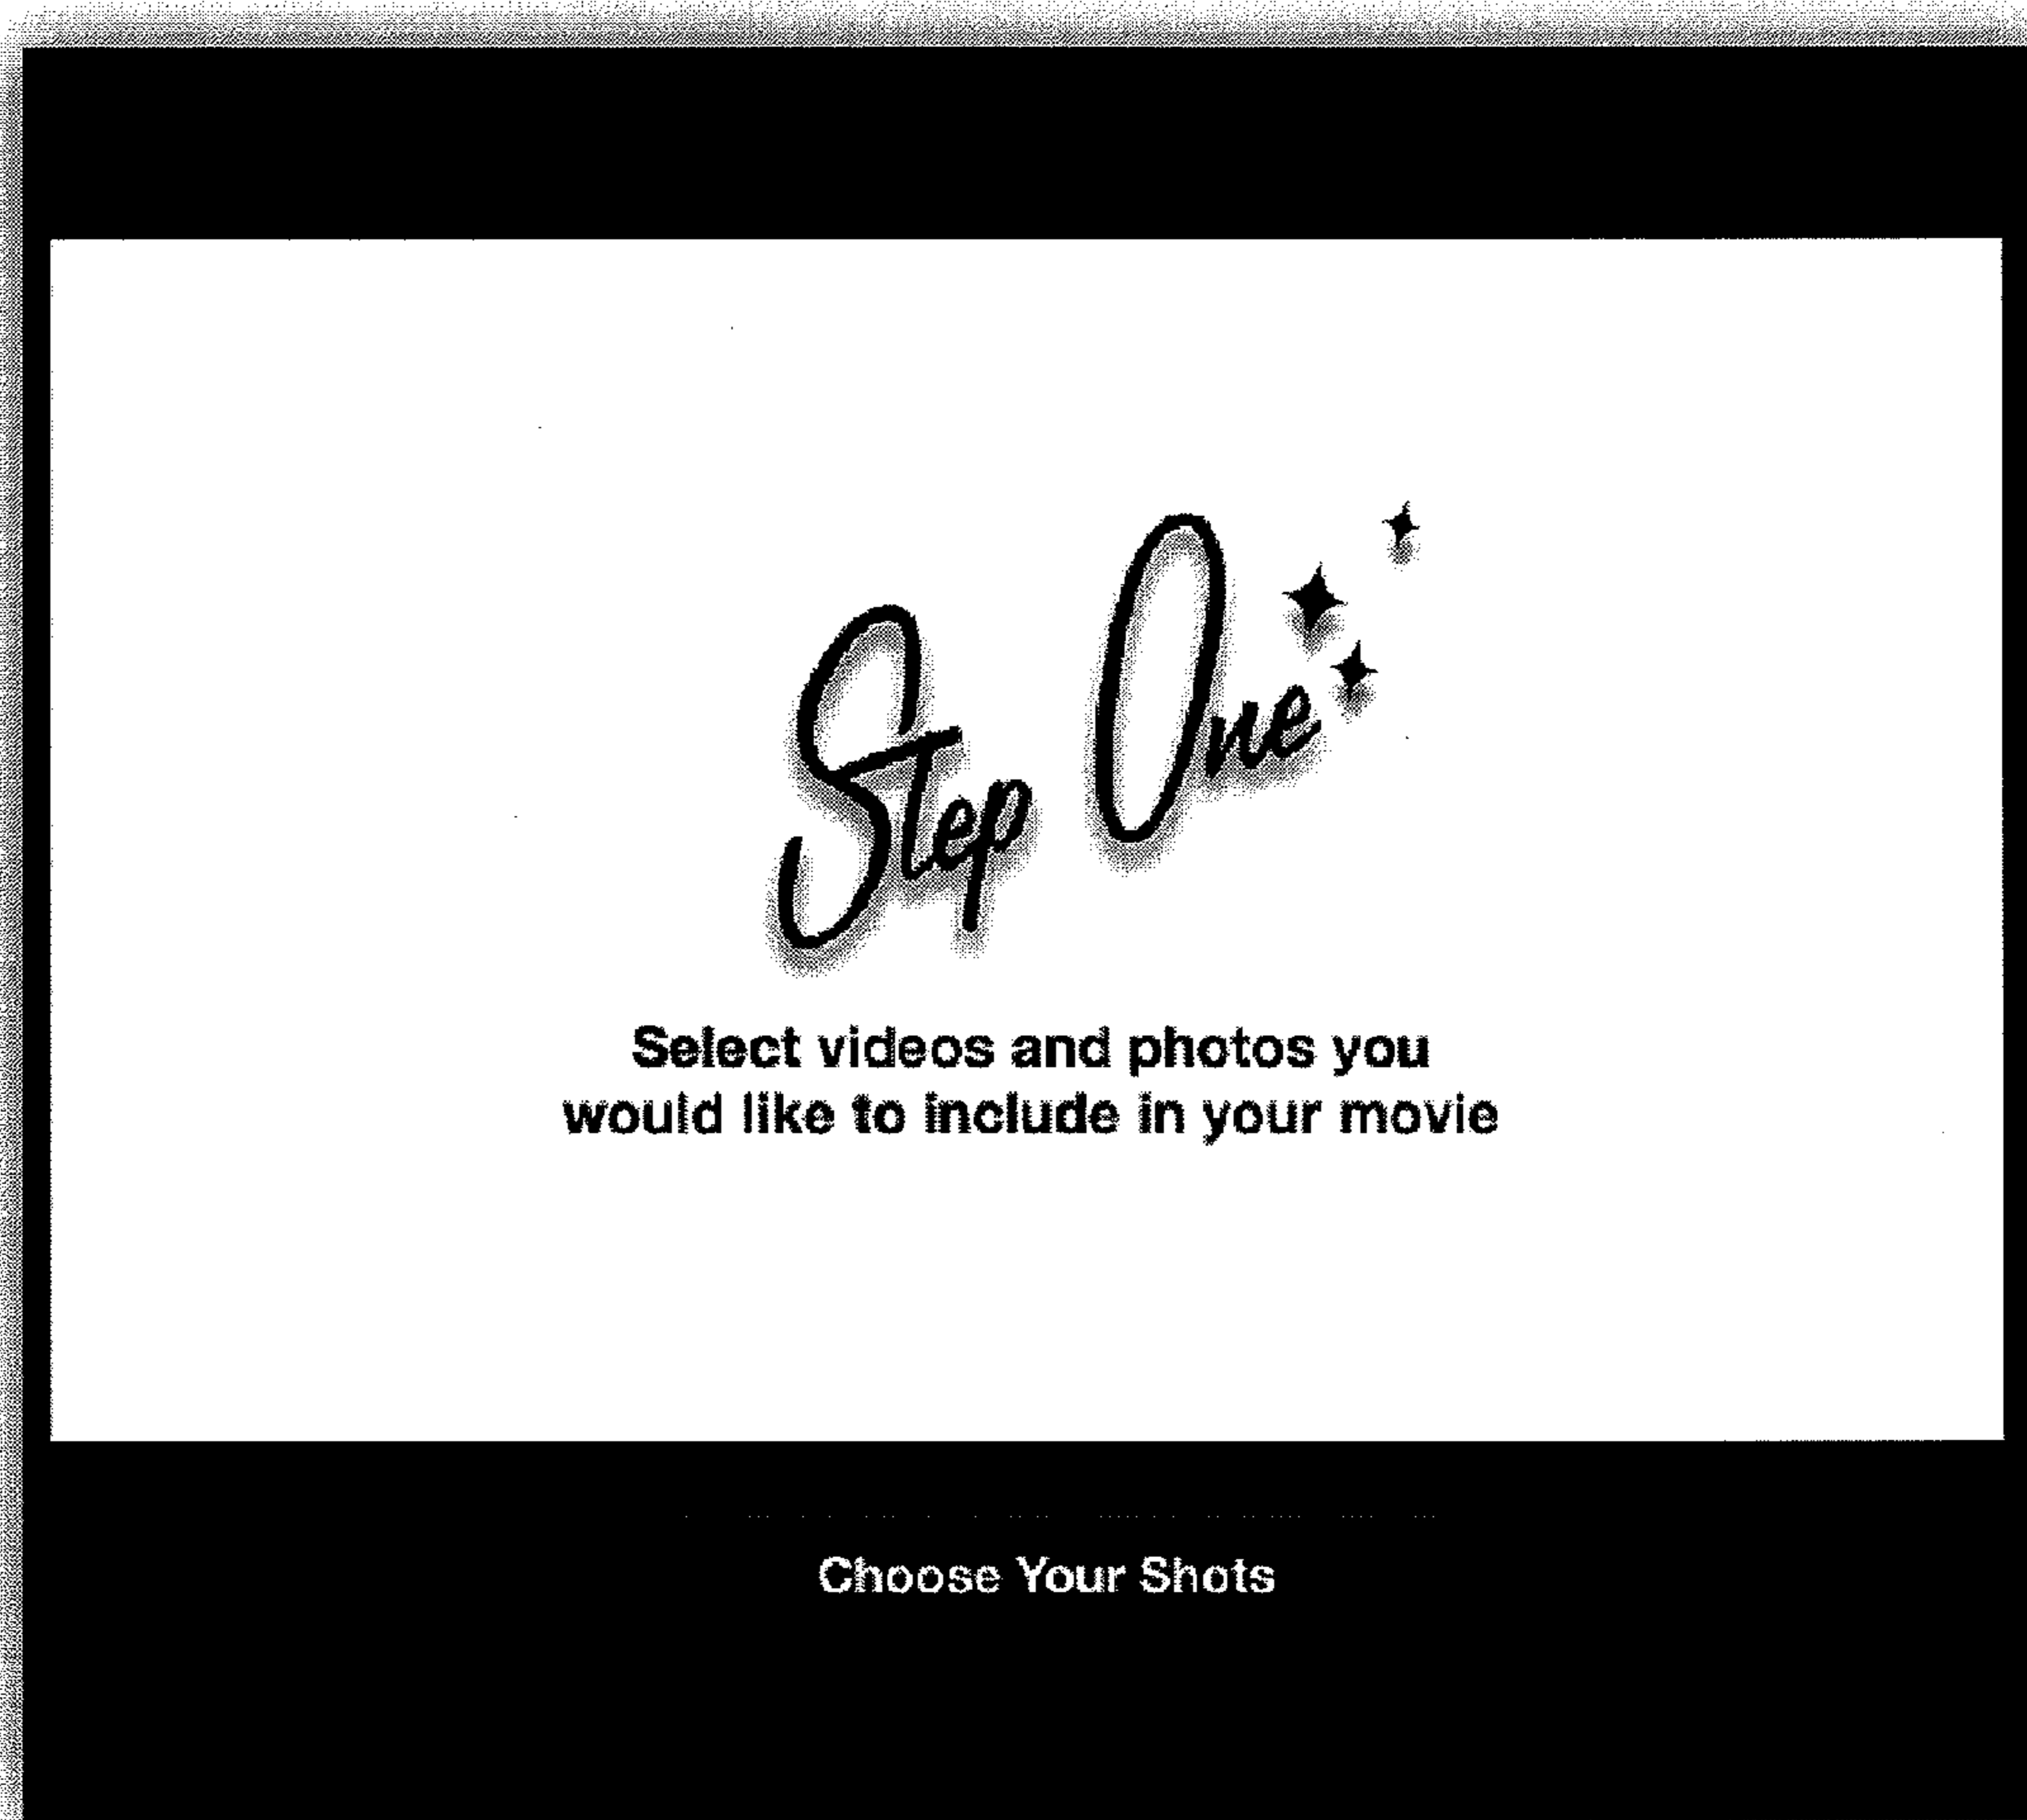 Step One
Select videos and photos you
would like to include in your movie
Choose Your Shots